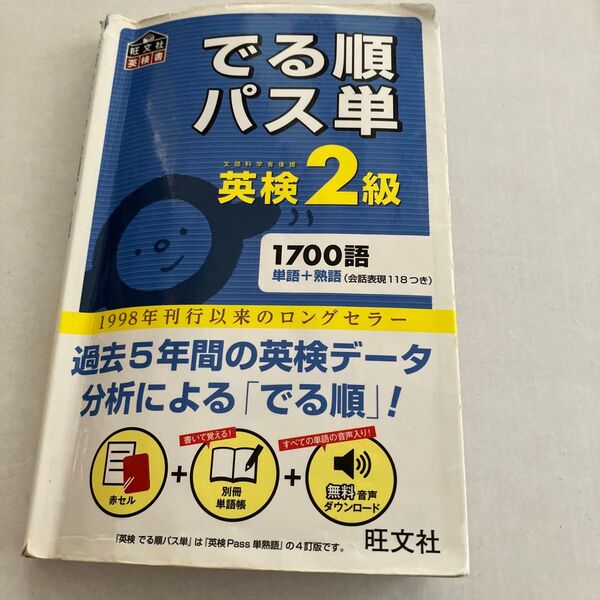 旺文社
英検書
でる順
パス単
文部科学省後援
英検2級
1700語
単語+熟語(会話表現118つき)
1998年刊行以来のロングセラー
過去5年間の英検データ
分析による「でる順」!
赤セル
+
書いて覚える!
別冊
単語帳
+
すべての単語の音声入り!
無料音声
ダウンロード
「英検 でる順パス単」は「英検Pass単熟語」の4訂版です。
旺文社